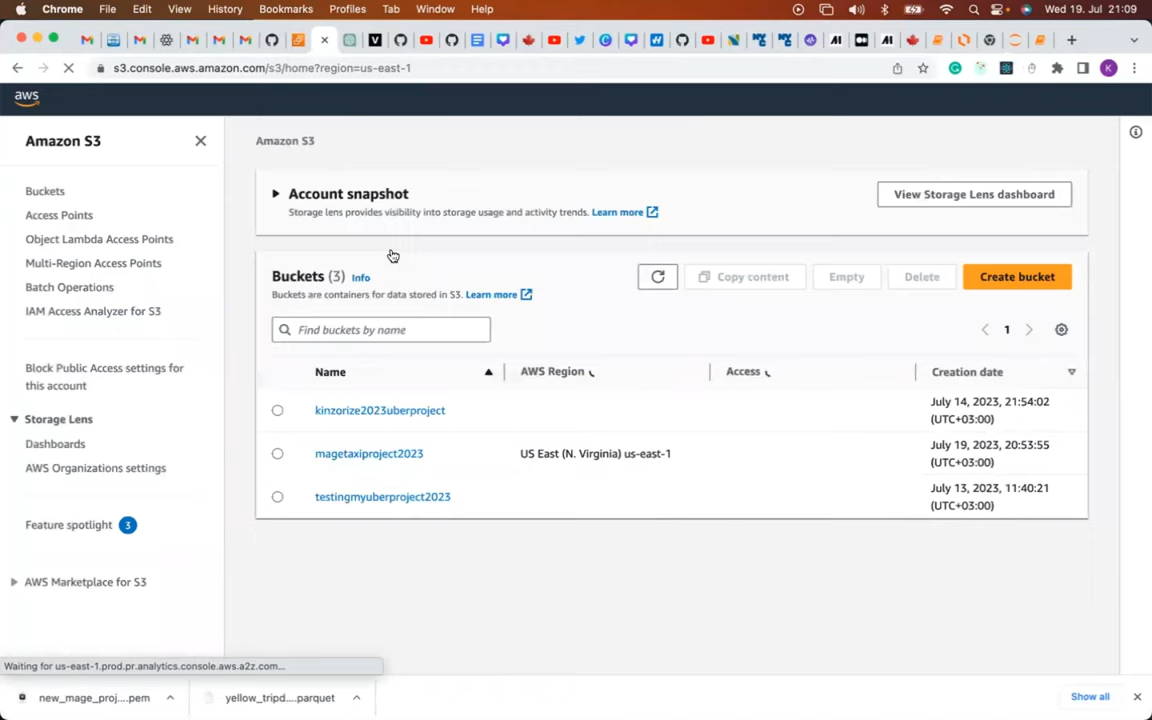 Chrome File Edit View History Bookmarks Profiles Tab Window Help Wed 19. Jul 21:09
s3.console.aws.amazon.com/s3/home?region=us-east-1
K
aws
Amazon S3
Buckets
Access Points
Object Lambda Access Points
Multi-Region Access Points
Batch Operations
IAM Access Analyzer for S3
Block Public Access settings for
this account
Storage Lens
Dashboards
AWS Organizations settings
Feature spotlight 3
AWS Marketplace for S3
Amazon S3
Account snapshot
Storage lens provides visibility into storage usage and activity trends. Learn more
View Storage Lens dashboard
Buckets (3) Info
Buckets are containers for data stored in S3. Learn more
Copy content Empty Delete Create bucket
Find buckets by name
1
Name AWS Region Access Creation date
kinzorize2023uberproject July 14, 2023, 21:54:02
(UTC+03:00)
magetaxiproject2023 US East (N. Virginia) us-east-1 July 19, 2023, 20:53:55
(UTC+03:00)
testingmyuberproject2023 July 13, 2023, 11:40:21
(UTC+03:00)
Waiting for us-east-1.prod.pr.analytics.console.aws.a2z.com...
new_mage_proj....pem yellow_tripd....parquet Show all